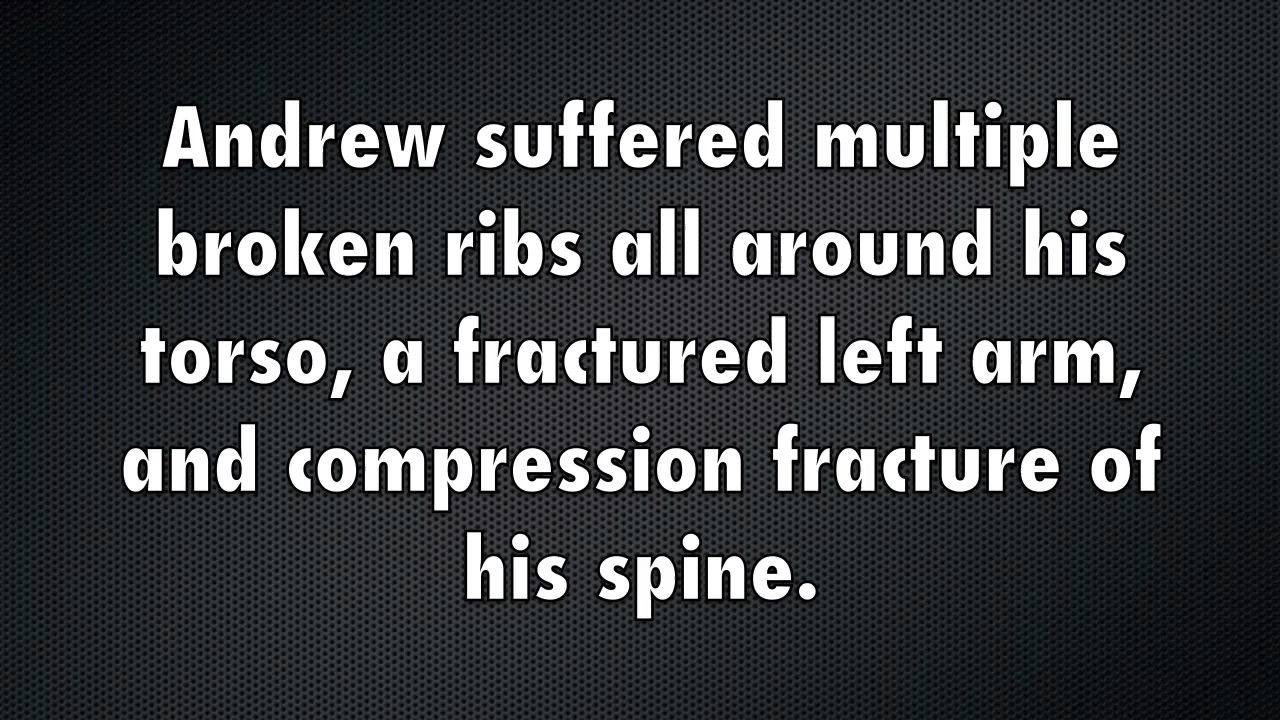 Andrew suffered multiple
broken ribs all around his
torso, a fractured left arm,
and compression fracture of
his spine.